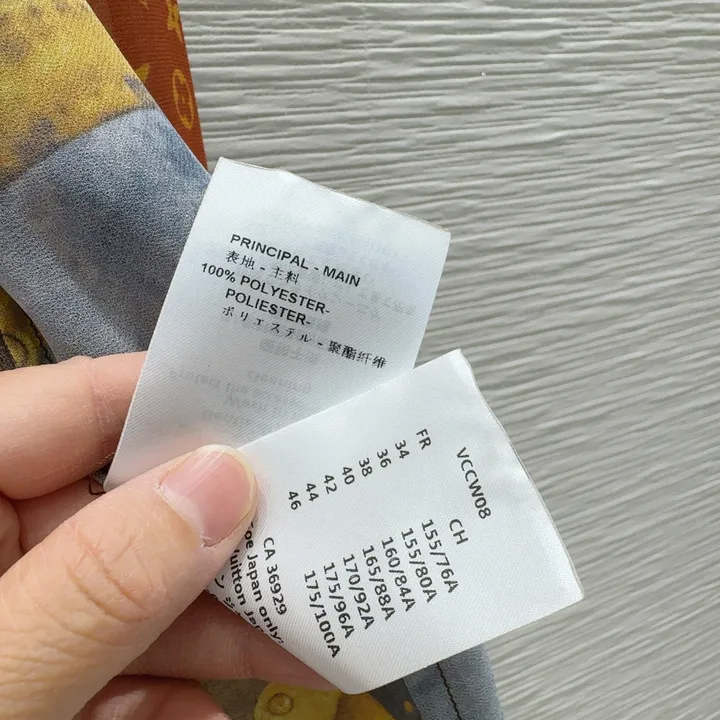 PRINCIPAL - MAIN
表地 - 主料
100% POLYESTER-
POLIESTER-
ポリエステル - 聚酯纤维
VCCW08
FR CH
34 155/76A
36 155/80A
38 160/84A
40 165/88A
42 170/92A
44 175/96A
46 175/100A
CA 36929
Japan only